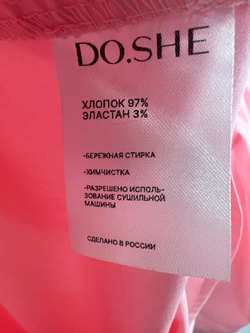 DO.SHE
ХЛОПОК 97%
ЭЛАСТАН 3%
-БЕРЕЖНАЯ СТИРКА
-ХИМЧИСТКА
-РАЗРЕШЕНО ИСПОЛЬ-
ЗОВАНИЕ СУШИЛЬНОЙ
МАШИНЫ
СДЕЛАНО В РОССИИ